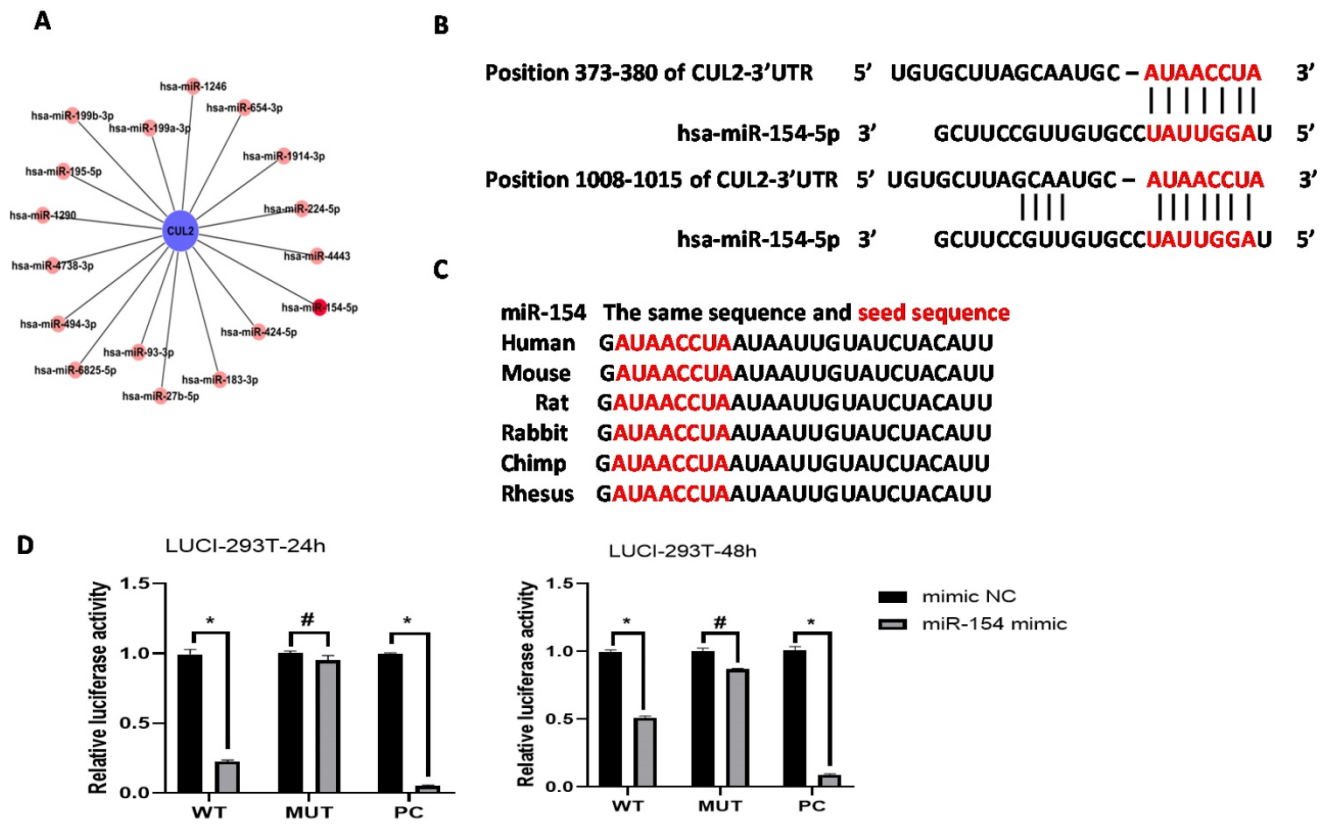 A
hsa-miR-1246
hsa-miR-654-3p
hsa-miR-199b-3p
hsa-miR-199a-3p
hsa-miR-1914-3p
hsa-miR-195-5p
hsa-miR-224-5p
hsa-miR-1290
CUL2
hsa-miR-4443
hsa-miR-4738-3p
hsa-miR-154-5p
hsa-miR-494-3p
hsa-miR-424-5p
hsa-miR-93-3p
hsa-miR-6825-5p
hsa-miR-183-3p
hsa-miR-27b-5p
B
Position 373-380 of CUL2-3’UTR 5’ UGUGCUUAGCAAUGC – AUAACCUA 3’
hsa-miR-154-5p 3’ GCUUCCGUUGUGCCUAUUGGAU 5’
Position 1008-1015 of CUL2-3’UTR 5’ UGUGCUUAGCAAUGC – AUAACCUA 3’
hsa-miR-154-5p 3’ GCUUCCGUUGUGCCUAUUGGAU 5’
C
miR-154 The same sequence and seed sequence
Human GAUAACCUAAUAAUUGUAUCUACAUU
Mouse GAUAACCUAAUAAUUGUAUCUACAUU
Rat GAUAACCUAAUAAUUGUAUCUACAUU
Rabbit GAUAACCUAAUAAUUGUAUCUACAUU
Chimp GAUAACCUAAUAAUUGUAUCUACAUU
Rhesus GAUAACCUAAUAAUUGUAUCUACAUU
D
LUCI-293T-24h
Relative luciferase activity
1.5
1.0
0.5
0.0
* # *
WT MUT PC
LUCI-293T-48h
Relative luciferase activity
1.5
1.0
0.5
0.0
* # *
WT MUT PC
mimic NC
miR-154 mimic